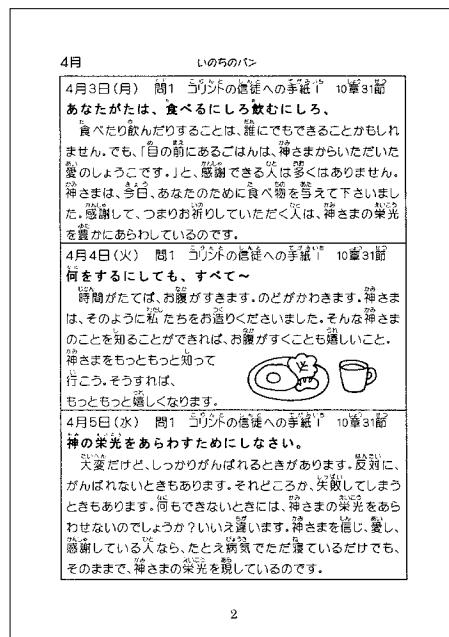 4月 いのちのパン
4月3日(月) 問1 コリントの信徒への手紙Ⅰ 10章31節
あなたがたは、食べるにしろ飲むにしろ、
食べたり飲んだりすることは、誰にでもできることかもしれ
ません。でも、「目の前にあるごはんは、神さまからいただいた
愛のしょうこです。」と、感謝できる人は多くはありません。
神さまは、今日、あなたのために食べ物を与えて下さいまし
た。感謝して、つまりお祈りしていただく人は、神さまの栄光
を豊かにあらわしているのです。
4月4日(火) 問1 コリントの信徒への手紙Ⅰ 10章31節
何をするにしても、すべて～
時間がたてば、お腹がすきます。のどがかわきます。神さま
は、そのように私たちをお造りくださいました。そんな神さま
のことを知ることができれば、お腹がすくことも嬉しいこと。
神さまをもっともっと知って
行こう。そうすれば、
もっともっと嬉しくなります。
4月5日(水) 問1 コリントの信徒への手紙Ⅰ 10章31節
神の栄光をあらわすためにしなさい。
大変だけど、しっかりがんばれるときがあります。反対に、
がんばれないときもあります。それどころか、失敗してしまう
ときもあります。何もできないときには、神さまの栄光をあら
わせないのでしょうか?いいえ違います。神さまを信じ、愛し、
感謝している人なら、たとえ病気でただ寝ているだけでも、
そのままで、神さまの栄光を現しているのです。
2